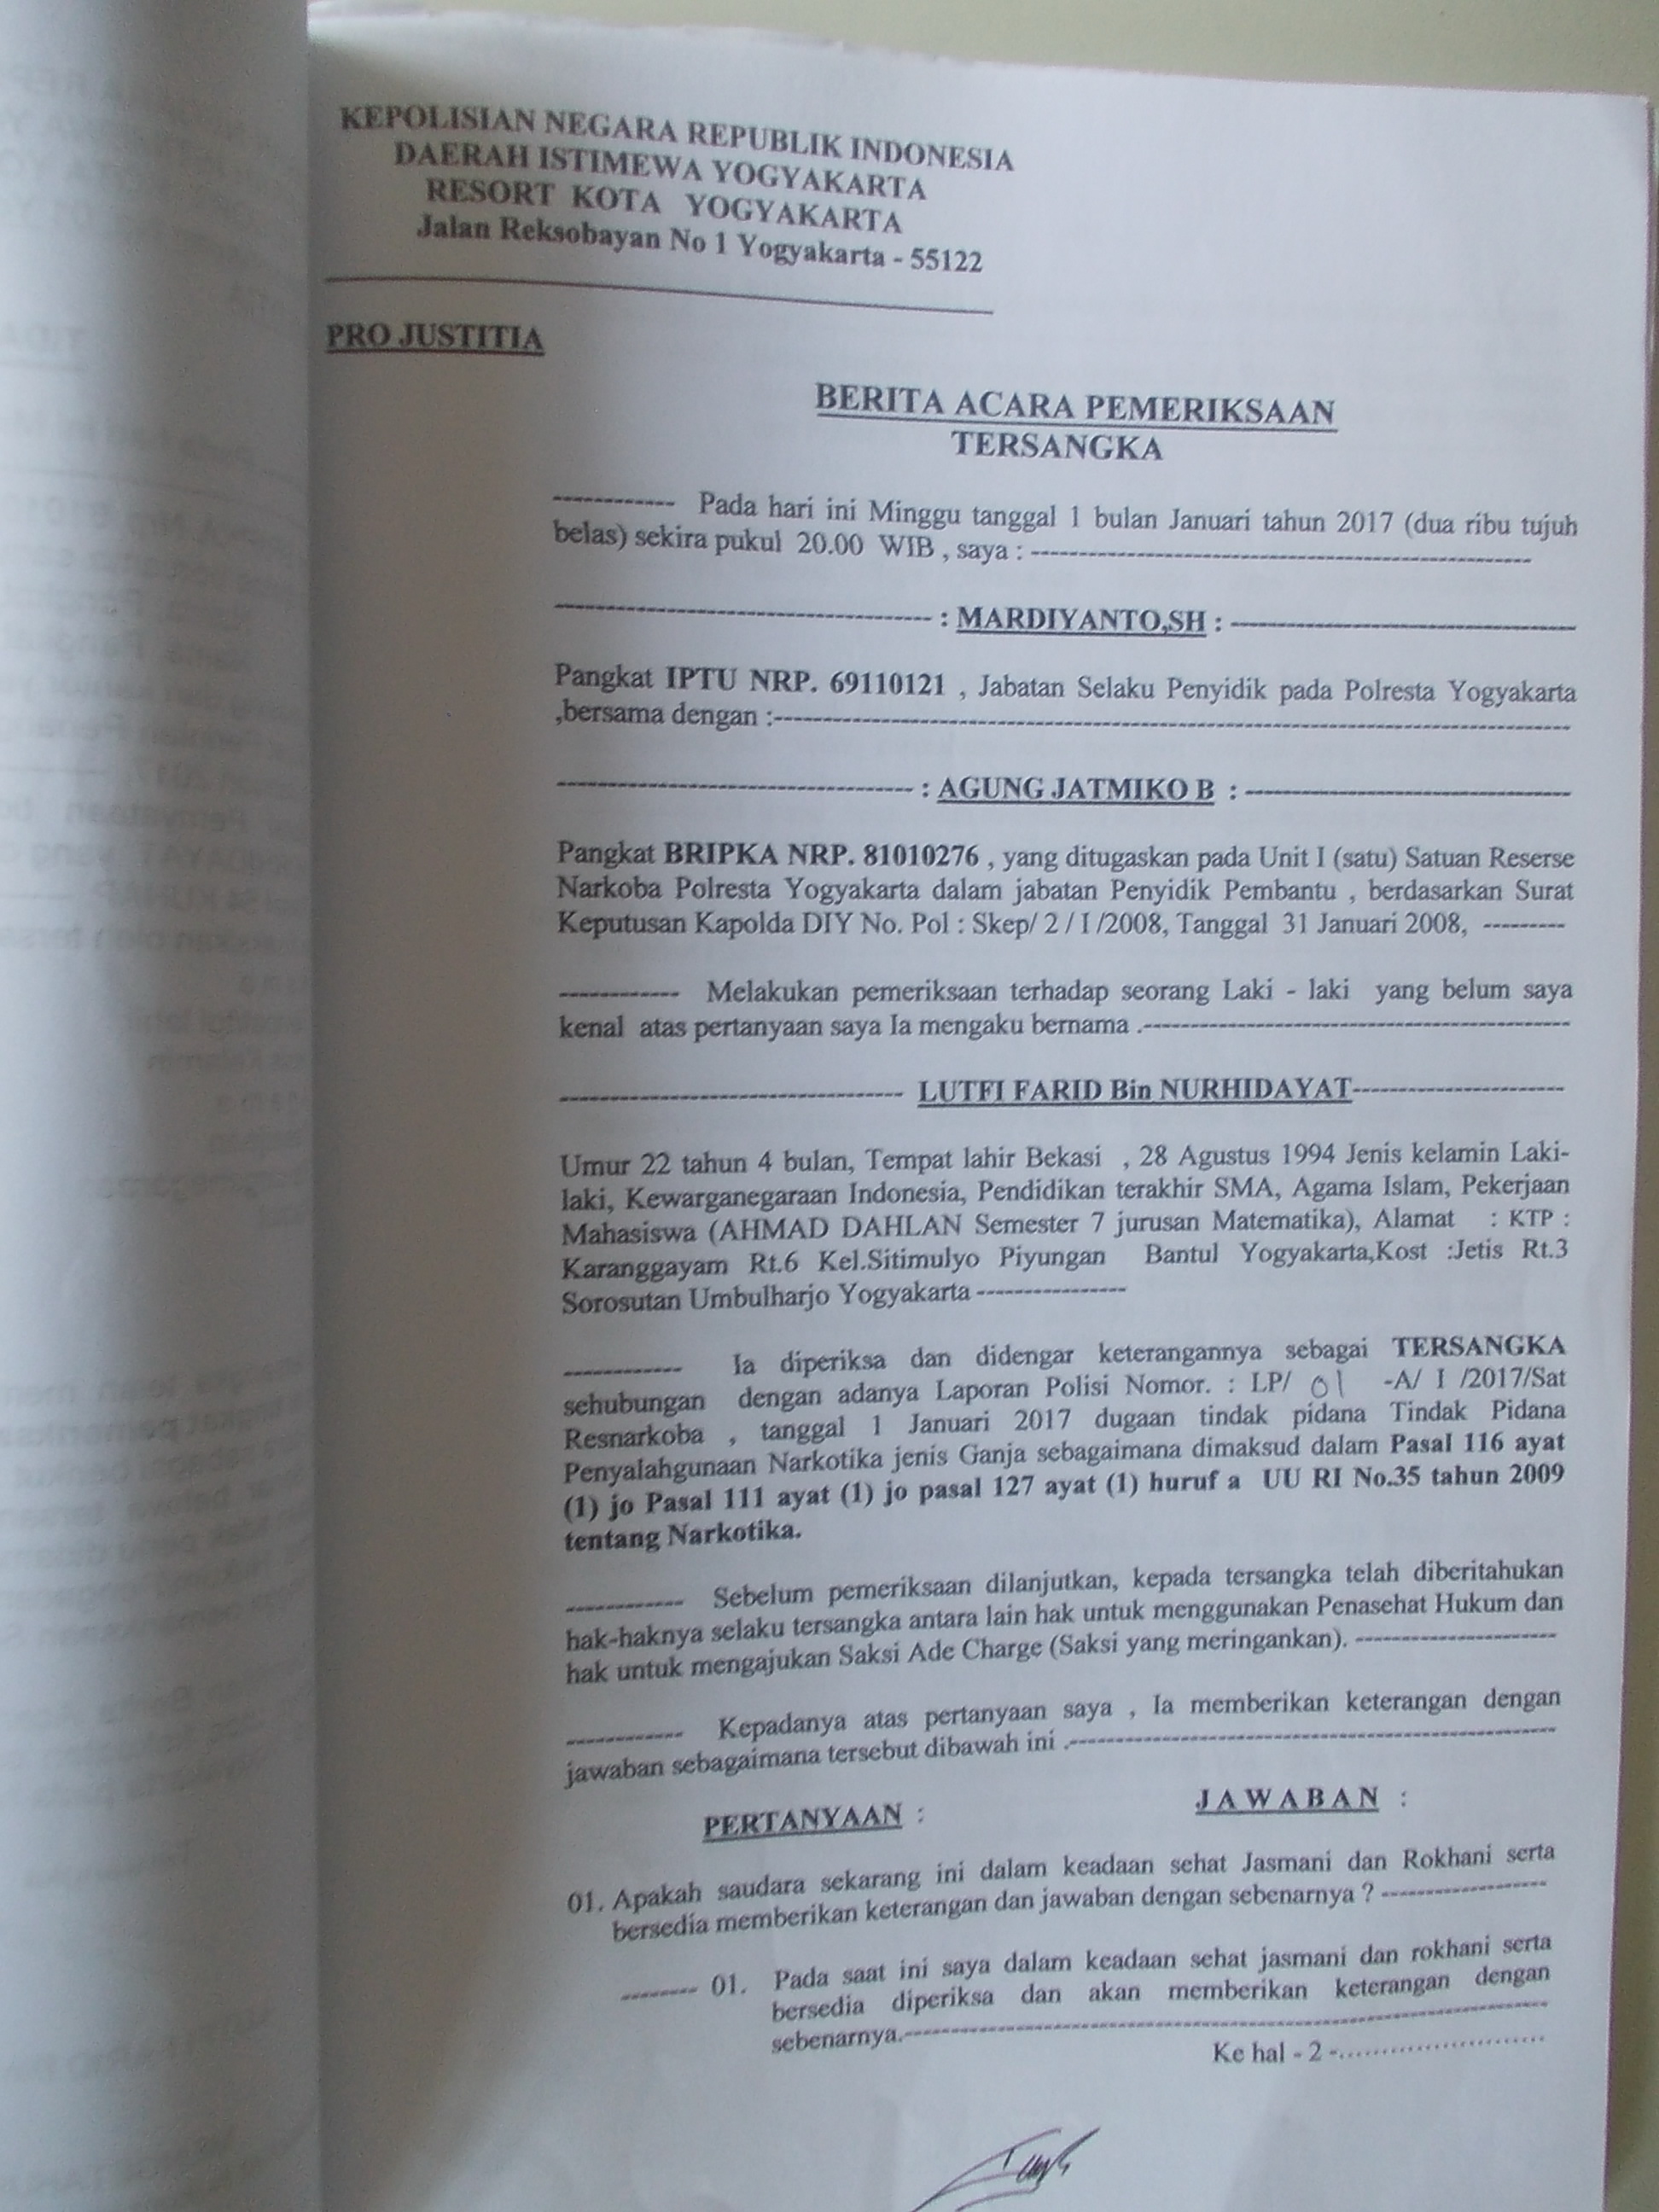 KEPOLISIAN NEGARA REPUBLIK INDONESIA
DAERAH ISTIMEWA YOGYAKARTA
RESORT KOTA YOGYAKARTA
Jalan Reksobayan No 1 Yogyakarta - 55122
PRO JUSTITIA
BERITA ACARA PEMERIKSAAN
TERSANGKA
------------ Pada hari ini Minggu tanggal 1 bulan Januari tahun 2017 (dua ribu tujuh
belas) sekira pukul 20.00 WIB , saya : --------------------------------------------------
-------------------------------------- : MARDIYANTO,SH : -----------------------------------
Pangkat IPTU NRP. 69110121 , Jabatan Selaku Penyidik pada Polresta Yogyakarta
,bersama dengan :--------------------------------------------------------------------------------
------------------------------------ : AGUNG JATMIKO B : ---------------------------------
Pangkat BRIPKA NRP. 81010276 , yang ditugaskan pada Unit I (satu) Satuan Reserse
Narkoba Polresta Yogyakarta dalam jabatan Penyidik Pembantu , berdasarkan Surat
Keputusan Kapolda DIY No. Pol : Skep/ 2 / I /2008, Tanggal 31 Januari 2008, ---------
------------ Melakukan pemeriksaan terhadap seorang Laki - laki yang belum saya
kenal atas pertanyaan saya Ia mengaku bernama .-------------------------------------------
----------------------------------- LUTFI FARID Bin NURHIDAYAT----------------------
Umur 22 tahun 4 bulan, Tempat lahir Bekasi , 28 Agustus 1994 Jenis kelamin Laki-
laki, Kewarganegaraan Indonesia, Pendidikan terakhir SMA, Agama Islam, Pekerjaan
Mahasiswa (AHMAD DAHLAN Semester 7 jurusan Matematika), Alamat : KTP :
Karanggayam Rt.6 Kel.Sitimulyo Piyungan Bantul Yogyakarta,Kost :Jetis Rt.3
Sorosutan Umbulharjo Yogyakarta ----------------
------------ Ia diperiksa dan didengar keterangannya sebagai TERSANGKA
sehubungan dengan adanya Laporan Polisi Nomor. : LP/ 01 -A/ I /2017/Sat
Resnarkoba , tanggal 1 Januari 2017 dugaan tindak pidana Tindak Pidana
Penyalahgunaan Narkotika jenis Ganja sebagaimana dimaksud dalam Pasal 116 ayat
(1) jo Pasal 111 ayat (1) jo pasal 127 ayat (1) huruf a UU RI No.35 tahun 2009
tentang Narkotika.
------------ Sebelum pemeriksaan dilanjutkan, kepada tersangka telah diberitahukan
hak-haknya selaku tersangka antara lain hak untuk menggunakan Penasehat Hukum dan
hak untuk mengajukan Saksi Ade Charge (Saksi yang meringankan). ---------------------
------------ Kepadanya atas pertanyaan saya , Ia memberikan keterangan dengan
jawaban sebagaimana tersebut dibawah ini .-------------------------------------------------
PERTANYAAN : J A W A B A N :
01. Apakah saudara sekarang ini dalam keadaan sehat Jasmani dan Rokhani serta
bersedia memberikan keterangan dan jawaban dengan sebenarnya ? -----------------
-------- 01. Pada saat ini saya dalam keadaan sehat jasmani dan rokhani serta
bersedia diperiksa dan akan memberikan keterangan dengan
sebenarnya.-----------------------------------------------------------------
Ke hal - 2 -.........................